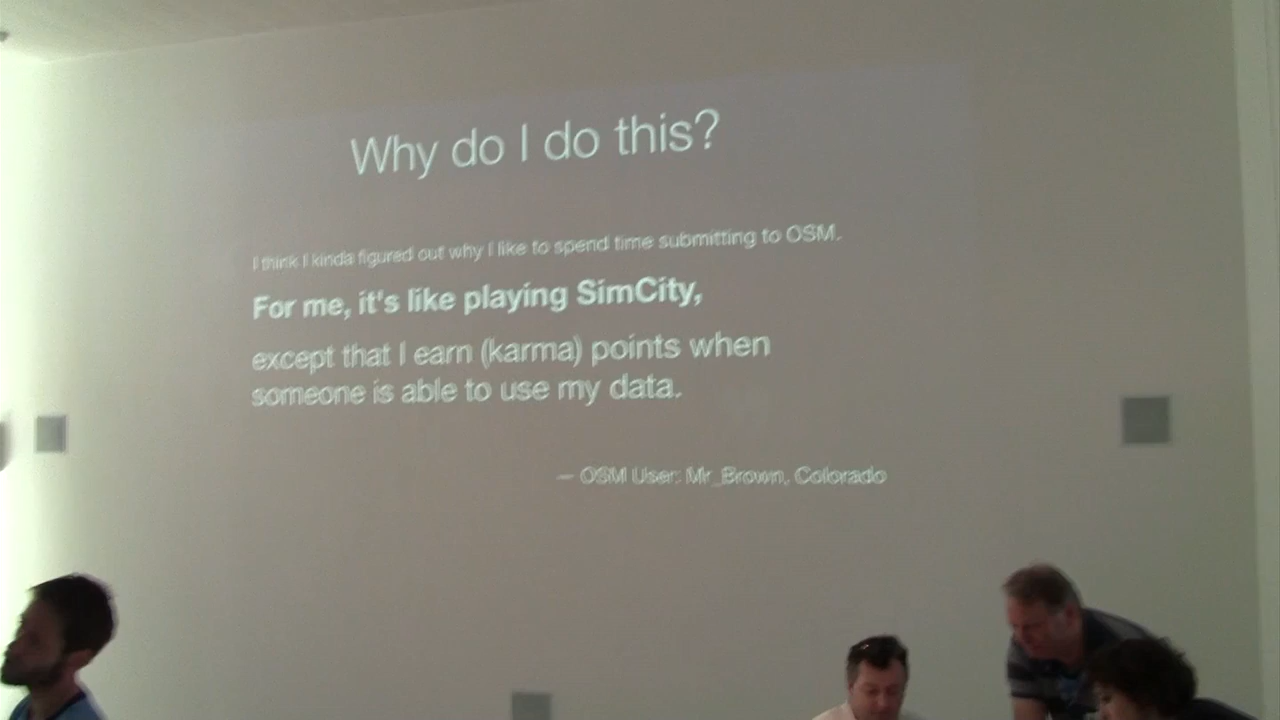 Why do I do this?
I think I kinda figured out why I like to spend time submitting to OSM.
For me, it's like playing SimCity,
except that I earn (karma) points when
someone is able to use my data.
— OSM User: Mr_Brown, Colorado